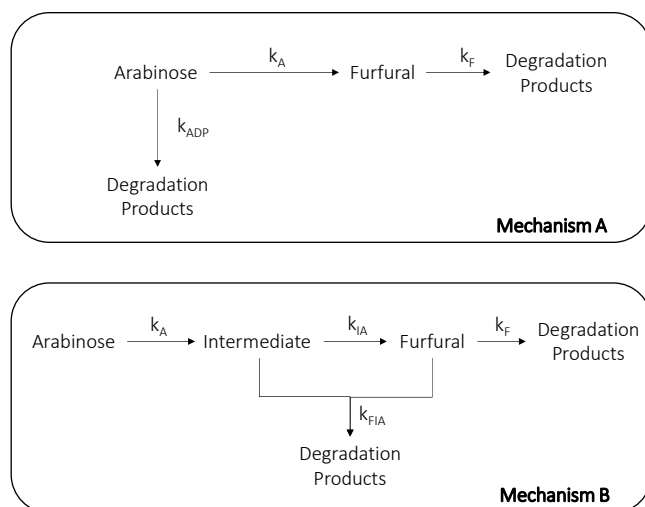 k_A
k_F
Arabinose
Furfural
Degradation
Products
k_ADP
Degradation
Products
Mechanism A
k_A
k_IA
k_F
Arabinose
Intermediate
Furfural
Degradation
Products
k_FIA
Degradation
Products
Mechanism B